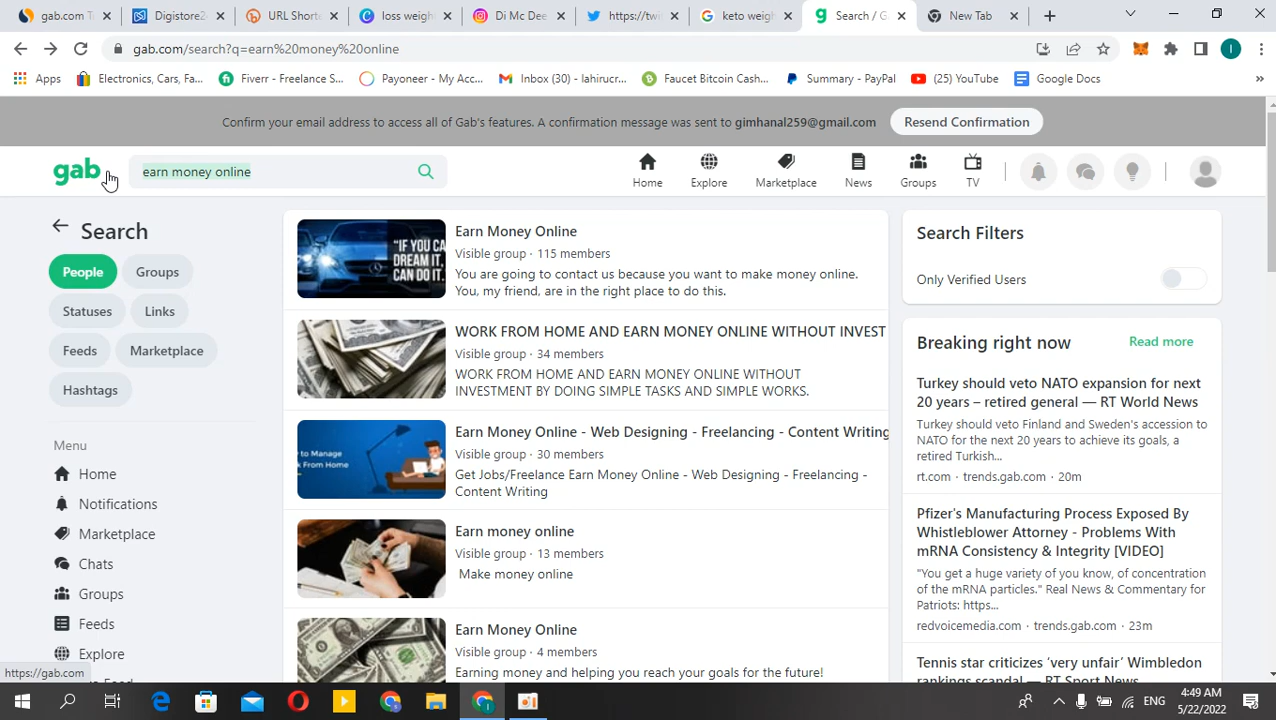 gab.com T
Digistore2
URL Shorte
loss weigh
Di Mc Dee
https://twi
keto weigh
Search / G
New Tab
gab.com/search?q=earn%20money%20online
Apps
Electronics, Cars, Fa...
Fiverr - Freelance S...
Payoneer - My Acc...
Inbox (30) - lahirucr...
Faucet Bitcoin Cash...
Summary - PayPal
(25) YouTube
Google Docs
»
Confirm your email address to access all of Gab's features. A confirmation message was sent to gimhanal259@gmail.com
Resend Confirmation
gab
earn money online
Home
Explore
Marketplace
News
Groups
TV
Search
People
Groups
Statuses
Links
Feeds
Marketplace
Hashtags
Menu
Home
Notifications
Marketplace
Chats
Groups
Feeds
Explore
https://gab.com
"IF YOU CA
DREAM IT,
CAN DO IT.
Earn Money Online
Visible group · 115 members
You are going to contact us because you want to make money online.
You, my friend, are in the right place to do this.
WORK FROM HOME AND EARN MONEY ONLINE WITHOUT INVEST
Visible group · 34 members
WORK FROM HOME AND EARN MONEY ONLINE WITHOUT
INVESTMENT BY DOING SIMPLE TASKS AND SIMPLE WORKS.
to Manage
k From Home
Earn Money Online - Web Designing - Freelancing - Content Writing
Visible group · 30 members
Get Jobs/Freelance Earn Money Online - Web Designing - Freelancing -
Content Writing
Earn money online
Visible group · 13 members
Make money online
Earn Money Online
Visible group · 4 members
Earning money and helping you reach your goals for the future!
Search Filters
Only Verified Users
Breaking right now
Read more
Turkey should veto NATO expansion for next
20 years – retired general — RT World News
Turkey should veto Finland and Sweden's accession to
NATO for the next 20 years to achieve its goals, a
retired Turkish...
rt.com · trends.gab.com · 20m
Pfizer's Manufacturing Process Exposed By
Whistleblower Attorney - Problems With
mRNA Consistency & Integrity [VIDEO]
"You get a huge variety of you know, of concentration
of the mRNA particles." Real News & Commentary for
Patriots: https...
redvoicemedia.com · trends.gab.com · 23m
Tennis star criticizes 'very unfair' Wimbledon
rankings scandal — RT Sport News
ENG
4:49 AM
5/22/2022